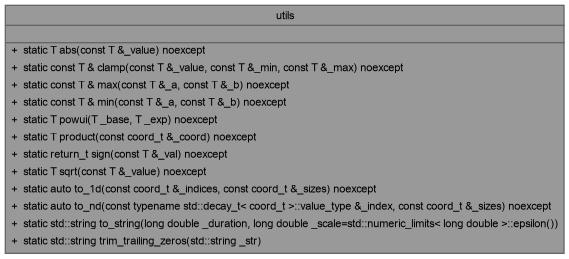 utils
+ static T abs(const T &_value) noexcept
+ static const T & clamp(const T &_value, const T &_min, const T &_max) noexcept
+ static const T & max(const T &_a, const T &_b) noexcept
+ static const T & min(const T &_a, const T &_b) noexcept
+ static T powui(T _base, T _exp) noexcept
+ static T product(const coord_t &_coord) noexcept
+ static return_t sign(const T &_val) noexcept
+ static T sqrt(const T &_value) noexcept
+ static auto to_1d(const coord_t &_indices, const coord_t &_sizes) noexcept
+ static auto to_nd(const typename std::decay_t< coord_t >::value_type &_index, const coord_t &_sizes) noexcept
+ static std::string to_string(long double _duration, long double _scale=std::numeric_limits< long double >::epsilon())
+ static std::string trim_trailing_zeros(std::string _str)